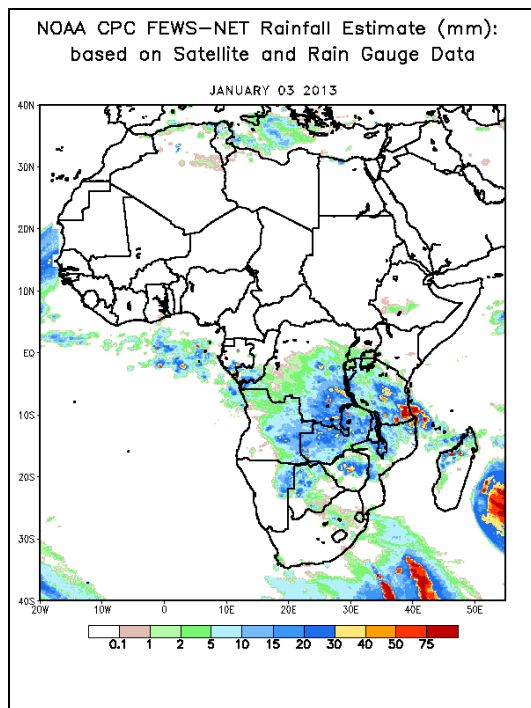 NOAA CPC FEWS-NET Rainfall Estimate (mm):
based on Satellite and Rain Gauge Data
JANUARY 03 2013
40N
30N
20N
10N
EQ
10S
20S
30S
40S
20W 10W 0 10E 20E 30E 40E 50E
0.1 1 2 5 10 15 20 30 40 50 75